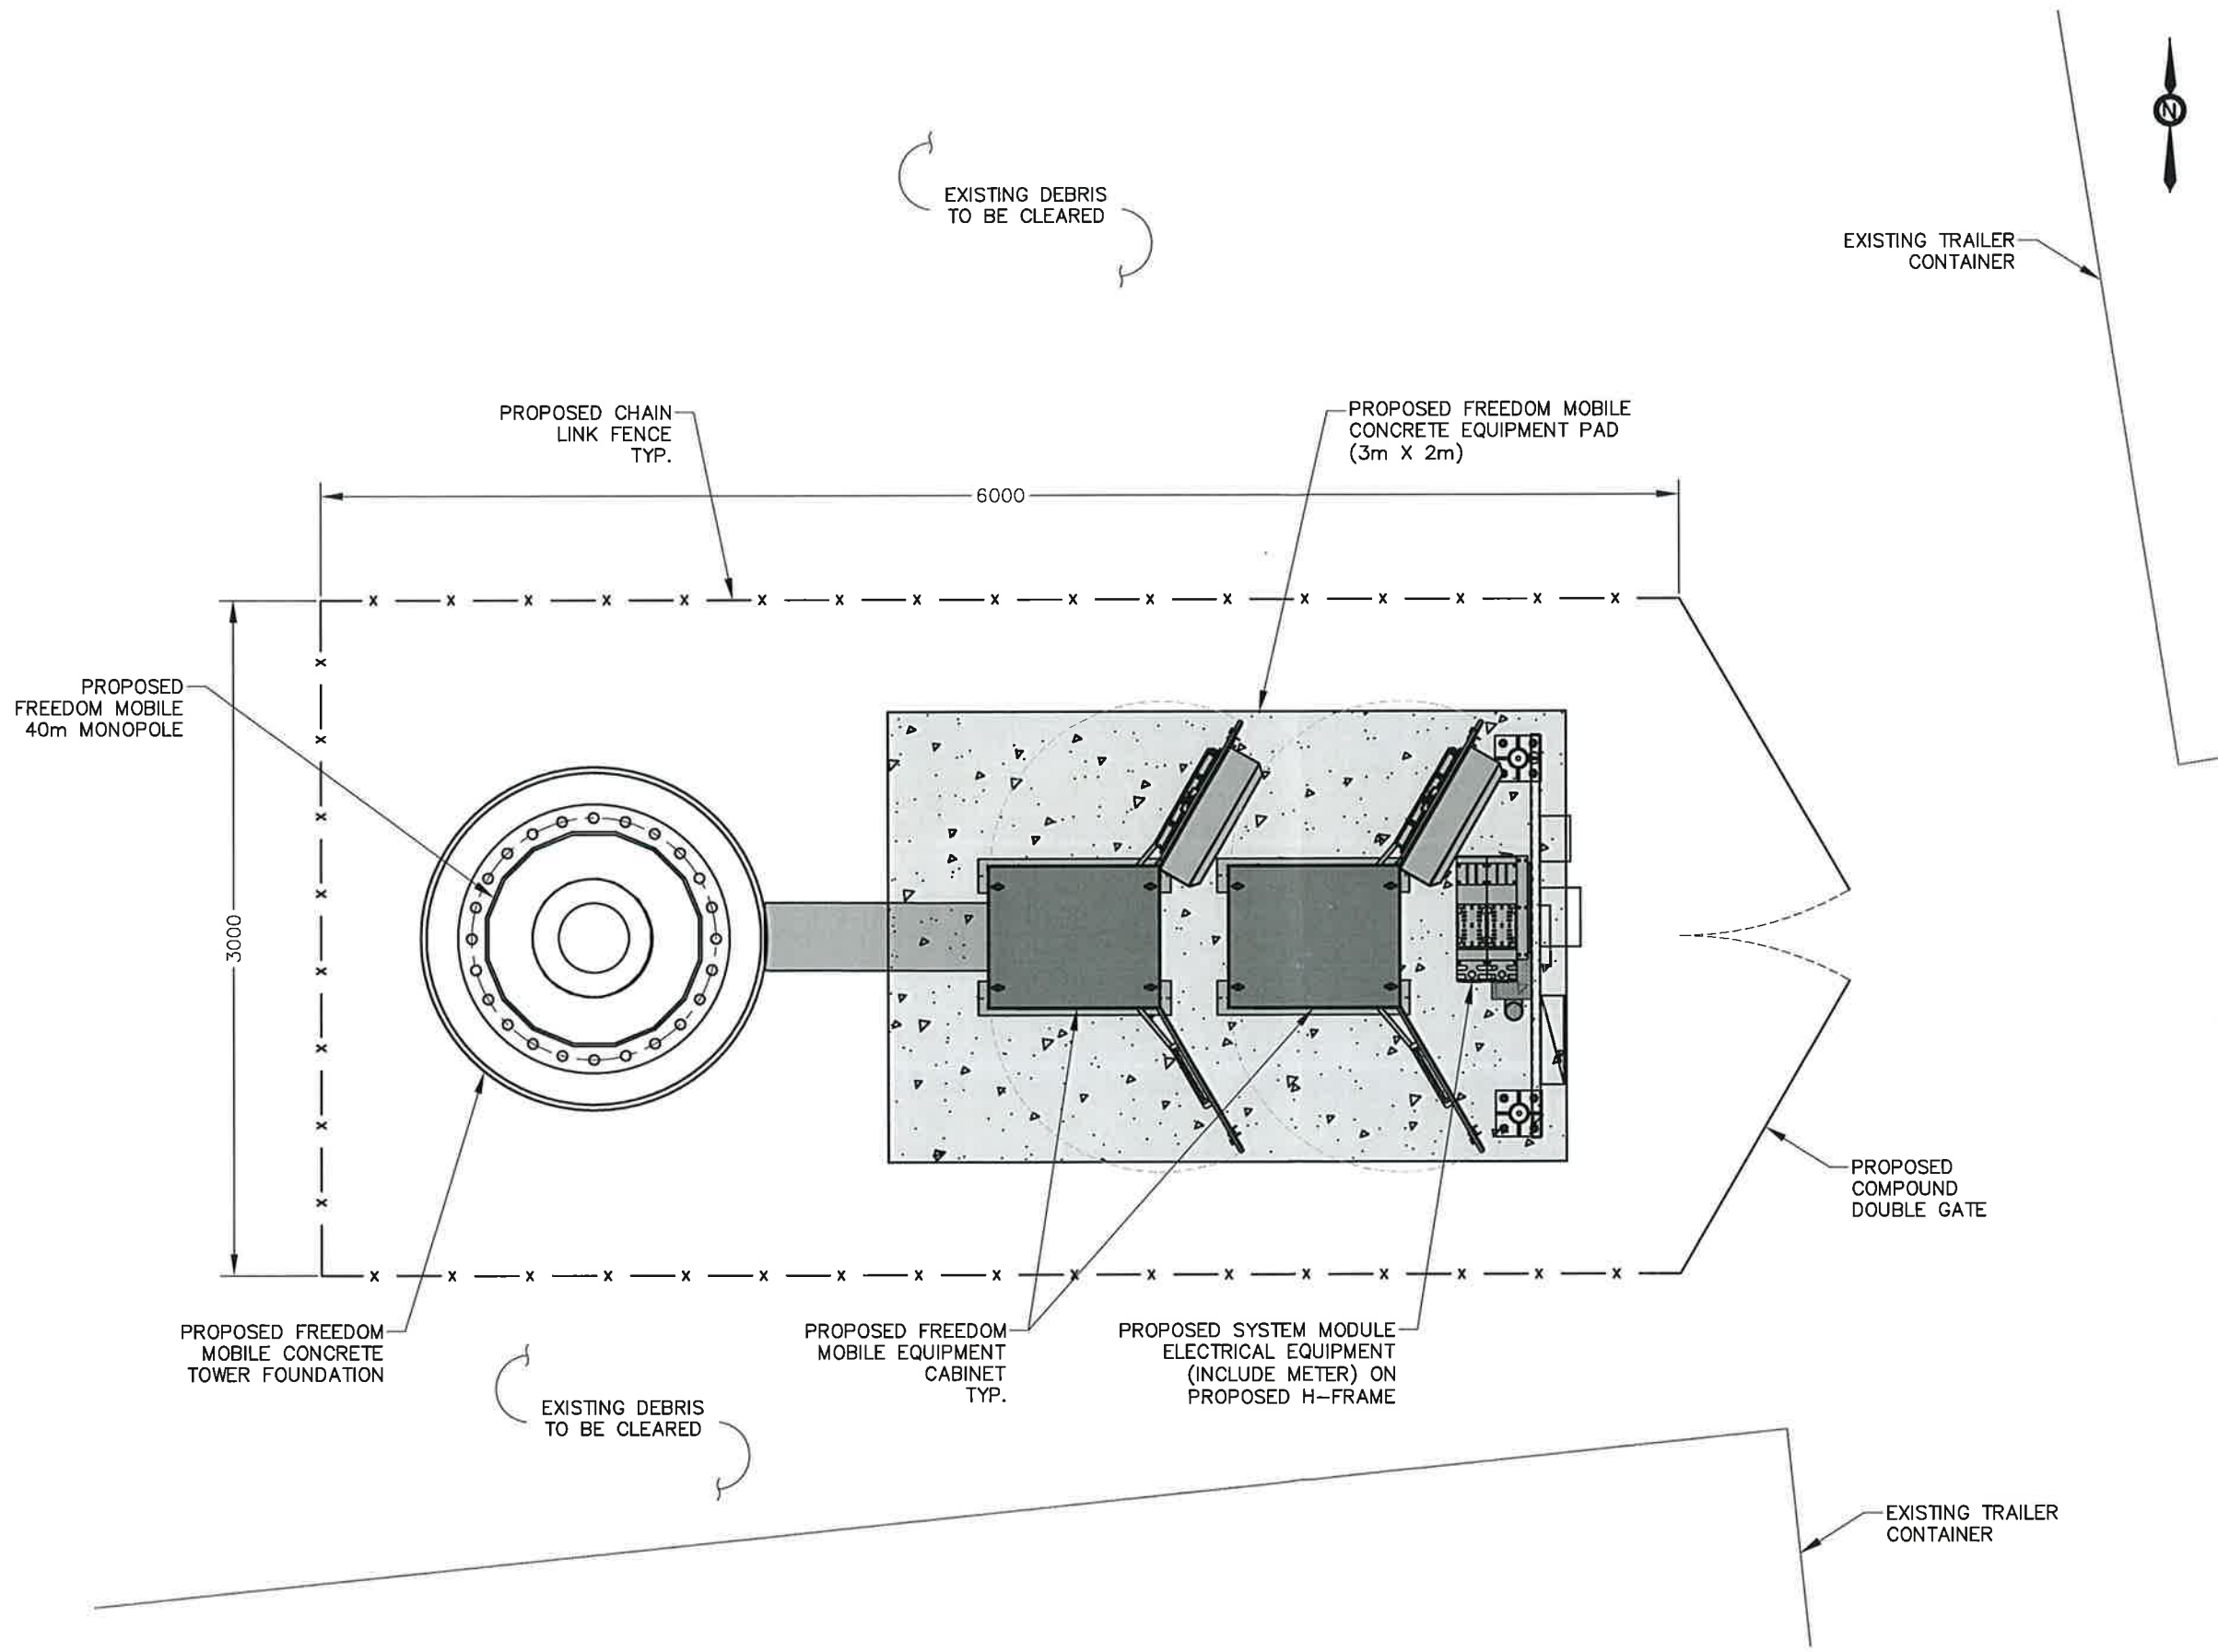 N
EXISTING DEBRIS
TO BE CLEARED
EXISTING TRAILER
CONTAINER
PROPOSED CHAIN
LINK FENCE
TYP.
PROPOSED FREEDOM MOBILE
CONCRETE EQUIPMENT PAD
(3m X 2m)
6000
PROPOSED
FREEDOM MOBILE
40m MONOPOLE
3000
PROPOSED
COMPOUND
DOUBLE GATE
PROPOSED FREEDOM
MOBILE CONCRETE
TOWER FOUNDATION
PROPOSED FREEDOM
MOBILE EQUIPMENT
CABINET
TYP.
PROPOSED SYSTEM MODULE
ELECTRICAL EQUIPMENT
(INCLUDE METER) ON
PROPOSED H-FRAME
EXISTING DEBRIS
TO BE CLEARED
EXISTING TRAILER
CONTAINER